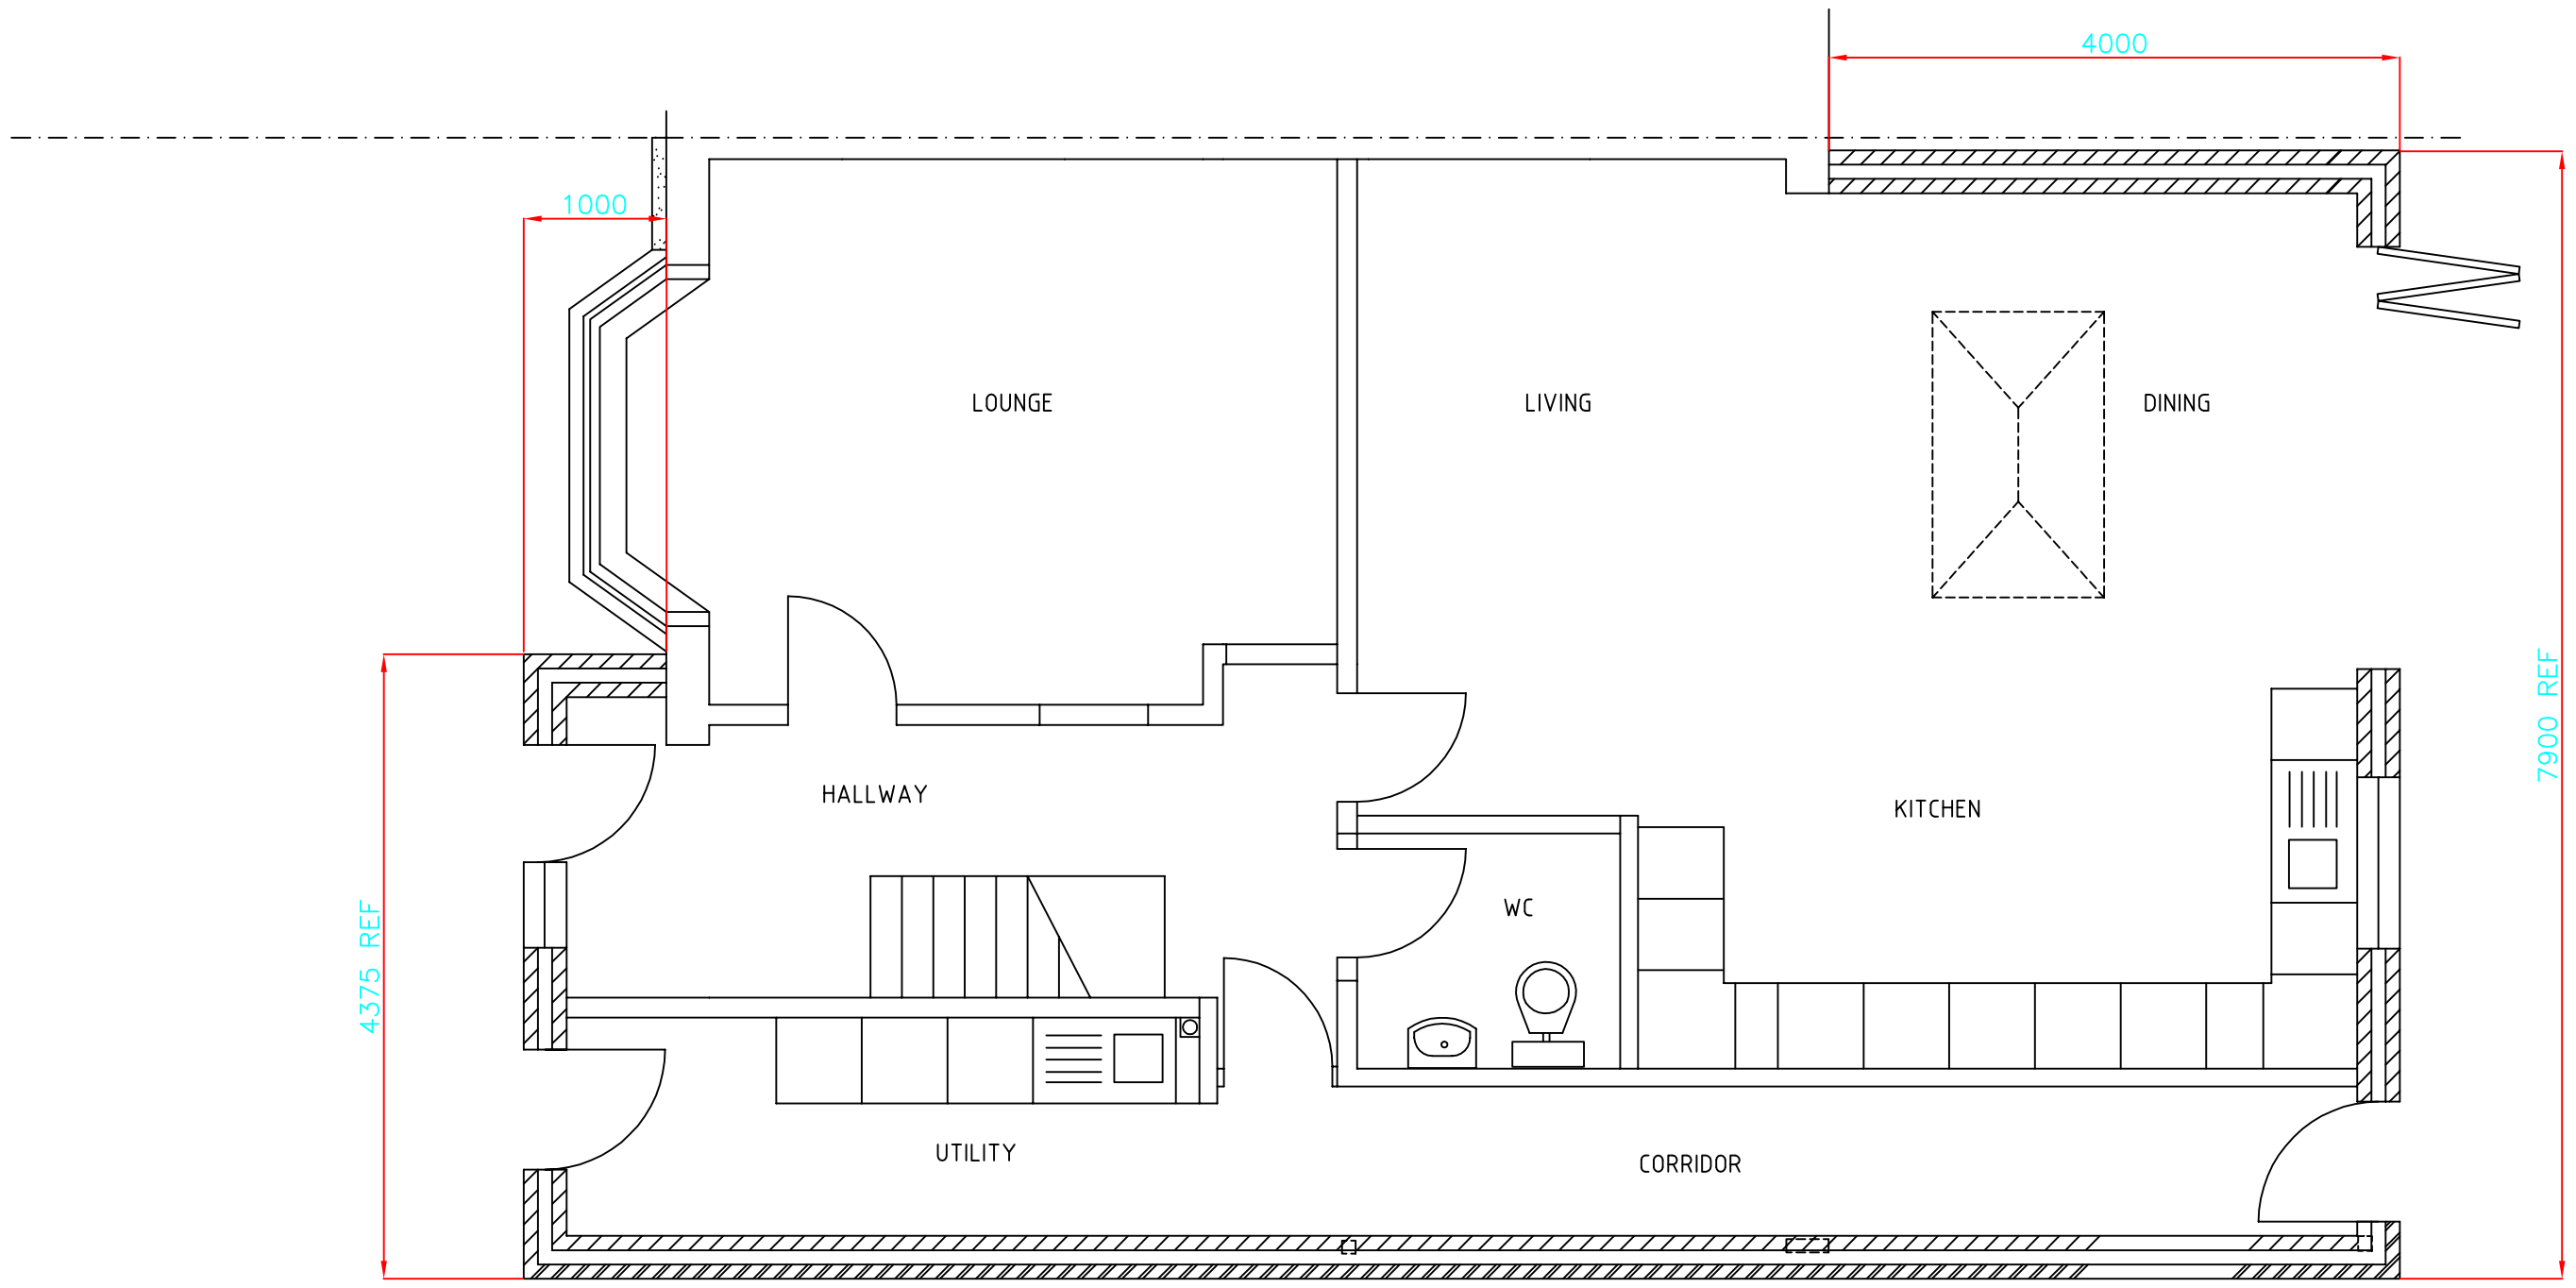 4000
1000
LOUNGE
LIVING
DINING
7900 REF
HALLWAY
KITCHEN
WC
4375 REF
UTILITY
CORRIDOR